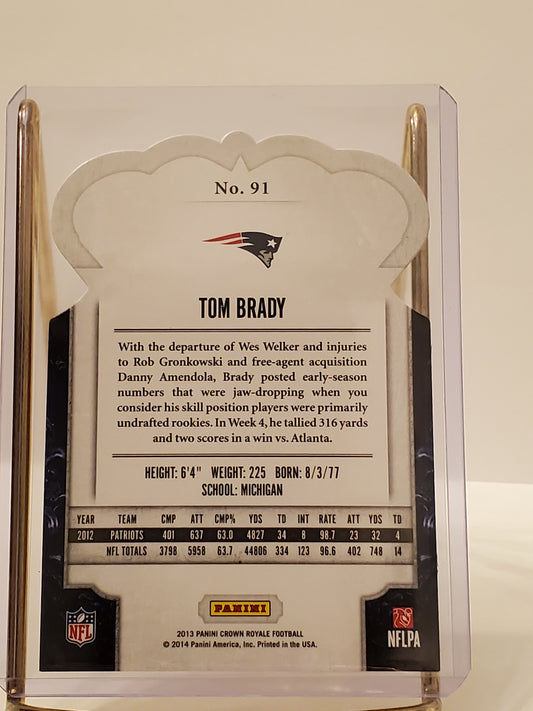 No. 91
TOM BRADY
With the departure of Wes Welker and injuries
to Rob Gronkowski and free-agent acquisition
Danny Amendola, Brady posted early-season
numbers that were jaw-dropping when you
consider his skill position players were primarily
undrafted rookies. In Week 4, he tallied 316 yards
and two scores in a win vs. Atlanta.
HEIGHT: 6'4" WEIGHT: 225 BORN: 8/3/77
SCHOOL: MICHIGAN
YEAR TEAM CMP ATT CMP% YDS TD INT RATE ATT YDS TD
2012 PATRIOTS 401 637 63.0 4827 34 8 98.7 23 32 4
NFL TOTALS 3798 5958 63.7 44806 334 123 96.6 402 748 14
PANINI
NFL
NFLPA
2013 PANINI CROWN ROYALE FOOTBALL
© 2014 Panini America, Inc. Printed in the USA.